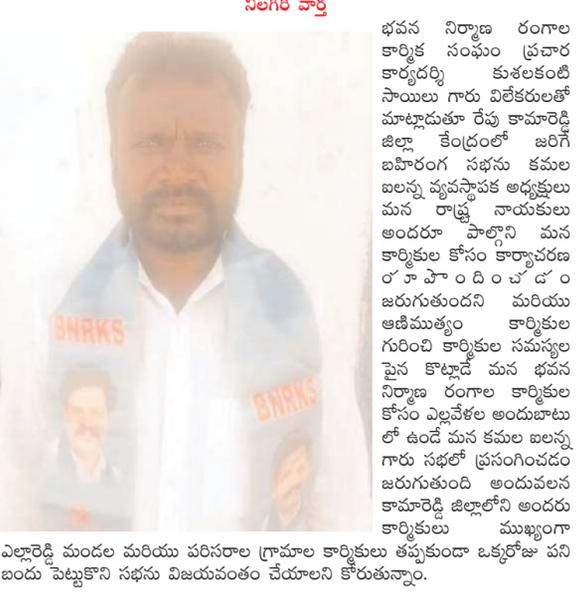 నీలగిరి వార్త
భవన నిర్మాణ రంగాల
కార్మిక సంఘం ప్రచార
కార్యదర్శి కుశలకంటి
సాయిలు గారు విలేకరులతో
మాట్లాడుతూ రేపు కామారెడ్డి
జిల్లా కేంద్రంలో జరిగే
బహిరంగ సభను కమల
ఐలన్న వ్యవస్థాపక అధ్యక్షులు
మన రాష్ట్ర నాయకులు
అందరూ పాల్గొని మన
కార్మికుల కోసం కార్యాచరణ
రూపొందించడం
జరుగుతుందని మరియు
ఆణిముత్యం కార్మికుల
గురించి కార్మికుల సమస్యల
పైన కొట్లాడే మన భవన
నిర్మాణ రంగాల కార్మికుల
కోసం ఎల్లవేళల అందుబాటు
లో ఉండే మన కమల ఐలన్న
గారు సభలో ప్రసంగించడం
జరుగుతుంది అందువలన
కామారెడ్డి జిల్లాలోని అందరు
కార్మికులు ముఖ్యంగా
ఎల్లారెడ్డి మండల మరియు పరిసరాల గ్రామాల కార్మికులు తప్పకుండా ఒక్కరోజు పని
బందు పెట్టుకొని సభను విజయవంతం చేయాలని కోరుతున్నాం.
BNRKS
BNRKS